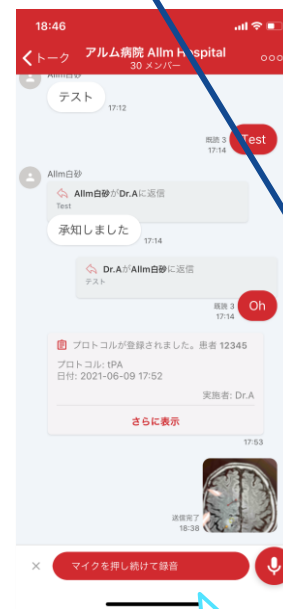 18:46
トーク
アルム病院 Allm Hospital
30 メンバー
Allm白砂
テスト
17:12
既読 3
17:14
Test
Allm白砂
Allm白砂がDr.Aに返信
Test
承知しました
17:14
Dr.AがAllm白砂に返信
テスト
既読 3
17:14
Oh
プロトコルが登録されました。患者 12345
プロトコル: tPA
日付: 2021-06-09 17:52
実施者: Dr.A
さらに表示
17:53
送信完了
18:38
マイクを押し続けて録音